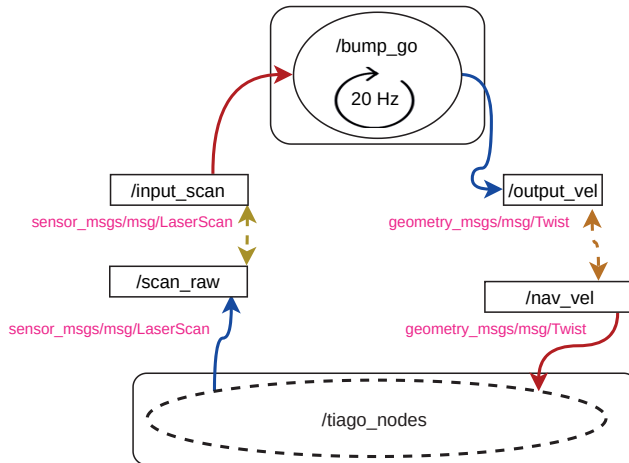 /bump_go
20 Hz
/input_scan
/output_vel
sensor_msgs/msg/LaserScan
geometry_msgs/msg/Twist
/scan_raw
/nav_vel
sensor_msgs/msg/LaserScan
geometry_msgs/msg/Twist
/tiago_nodes